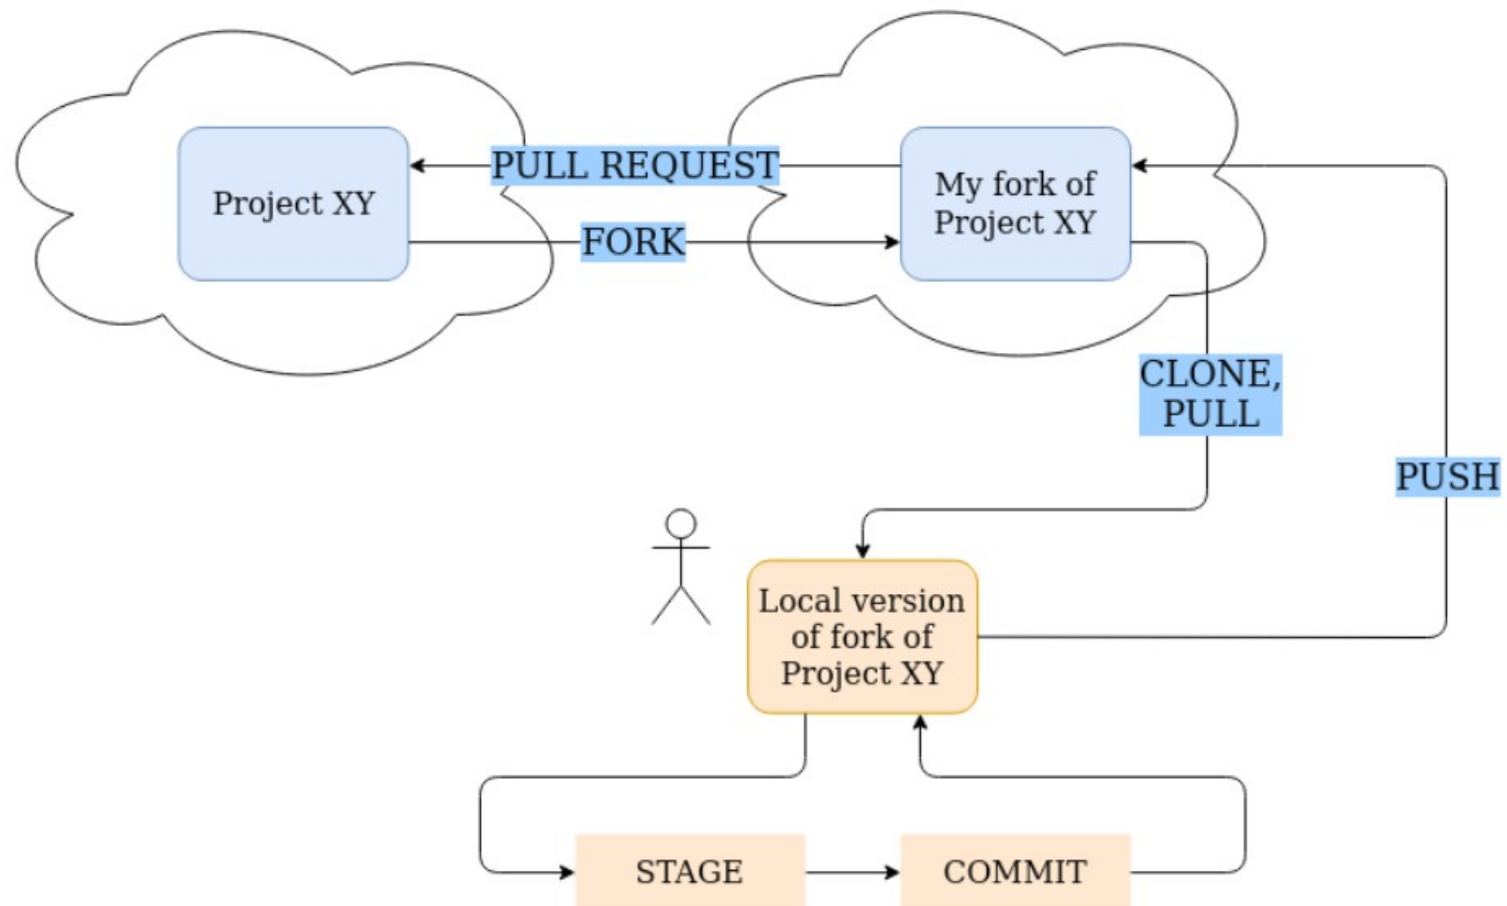 PULL REQUEST
Project XY
My fork of
Project XY
FORK
CLONE,
PULL
PUSH
Local version
of fork of
Project XY
STAGE
COMMIT